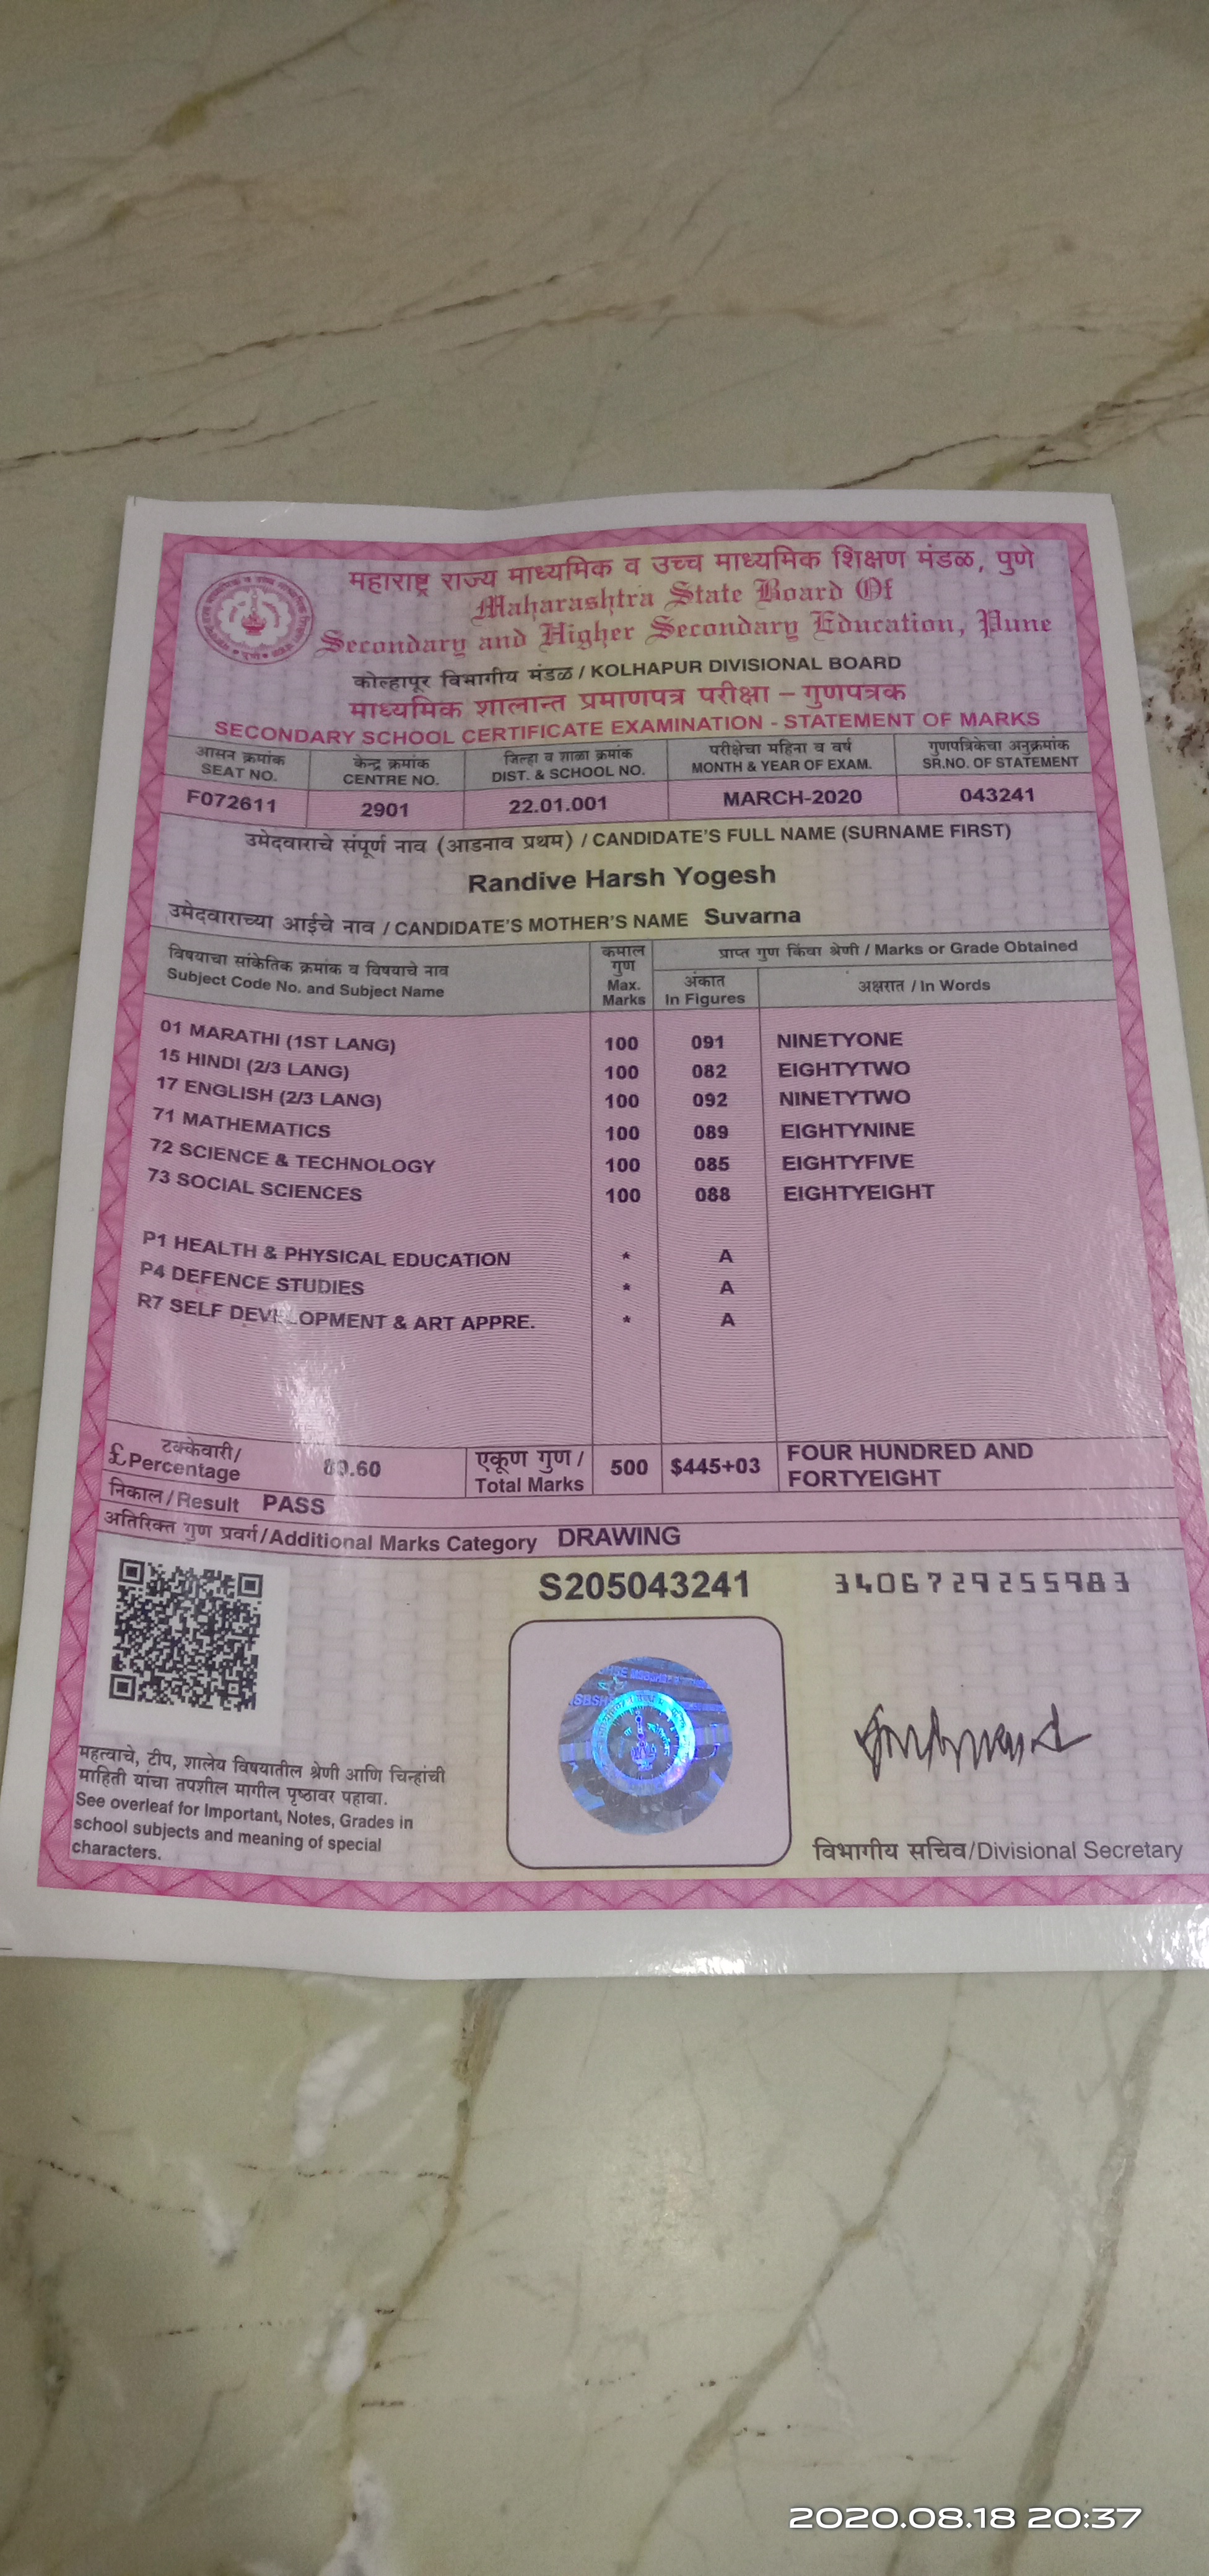 महाराष्ट्र राज्य माध्यमिक व उच्च माध्यमिक शिक्षण मंडळ, पुणे
Maharashtra State Board Of
Secondary and Higher Secondary Education, Pune
कोल्हापूर विभागीय मंडळ / KOLHAPUR DIVISIONAL BOARD
माध्यमिक शालान्त प्रमाणपत्र परीक्षा – गुणपत्रक
SECONDARY SCHOOL CERTIFICATE EXAMINATION - STATEMENT OF MARKS
आसन क्रमांक केन्द्र क्रमांक जिल्हा व शाळा क्रमांक परीक्षेचा महिना व वर्ष गुणपत्रिकेचा अनुक्रमांक
SEAT NO. CENTRE NO. DIST. & SCHOOL NO. MONTH & YEAR OF EXAM. SR.NO. OF STATEMENT
F072611 2901 22.01.001 MARCH-2020 043241
उमेदवाराचे संपूर्ण नाव (आडनाव प्रथम) / CANDIDATE'S FULL NAME (SURNAME FIRST)
Randive Harsh Yogesh
उमेदवाराच्या आईचे नाव / CANDIDATE'S MOTHER'S NAME Suvarna
विषयाचा सांकेतिक क्रमांक व विषयाचे नाव
Subject Code No. and Subject Name
कमाल
गुण
Max.
Marks
प्राप्त गुण किंवा श्रेणी / Marks or Grade Obtained
अंकात
In Figures
अक्षरात / In Words
01 MARATHI (1ST LANG) 100 091 NINETYONE
15 HINDI (2/3 LANG) 100 082 EIGHTYTWO
17 ENGLISH (2/3 LANG) 100 092 NINETYTWO
71 MATHEMATICS 100 089 EIGHTYNINE
72 SCIENCE & TECHNOLOGY 100 085 EIGHTYFIVE
73 SOCIAL SCIENCES 100 088 EIGHTYEIGHT
P1 HEALTH & PHYSICAL EDUCATION * A
P4 DEFENCE STUDIES * A
R7 SELF DEVELOPMENT & ART APPRE. * A
टक्केवारी/
£ Percentage 89.60
एकूण गुण /
Total Marks
500 $445+03
FOUR HUNDRED AND
FORTYEIGHT
निकाल/Result PASS
अतिरिक्त गुण प्रवर्ग/Additional Marks Category DRAWING
S205043241 3406729255983
महत्वाचे, टीप, शालेय विषयातील श्रेणी आणि चिन्हांची
माहिती यांचा तपशील मागील पृष्ठावर पहावा.
See overleaf for Important, Notes, Grades in
school subjects and meaning of special
characters.
विभागीय सचिव/Divisional Secretary
2020.08.18 20:37